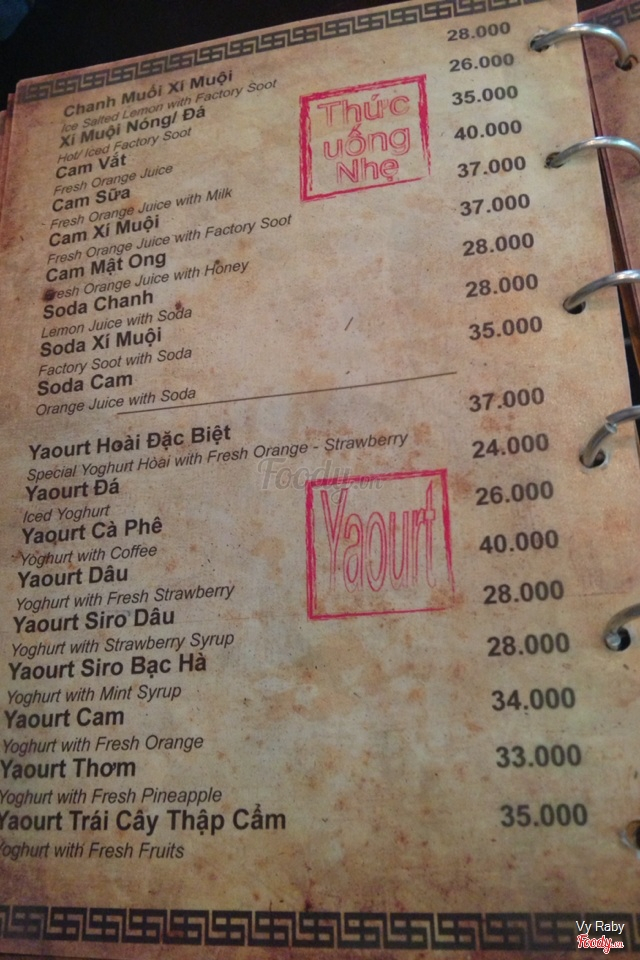 Chanh Muối Xí Muội 28.000
Ice Salted Lemon with Factory Soot
Xí Muội Nóng/ Đá 26.000
Hot/ Iced Factory Soot
Cam Vắt 35.000
Fresh Orange Juice
Cam Sữa 40.000
Fresh Orange Juice with Milk
Cam Xí Muội 37.000
Fresh Orange Juice with Factory Soot
Cam Mật Ong 37.000
Fresh Orange Juice with Honey
Soda Chanh 28.000
Lemon Juice with Soda
Soda Xí Muội 28.000
Factory Soot with Soda
Soda Cam 35.000
Orange Juice with Soda
Thức
uống
Nhẹ
Yaourt Hoài Đặc Biệt 37.000
Special Yoghurt Hòai with Fresh Orange - Strawberry
Yaourt Đá 24.000
Iced Yoghurt
Yaourt Cà Phê 26.000
Yoghurt with Coffee
Yaourt Dâu 40.000
Yoghurt with Fresh Strawberry
Yaourt Siro Dâu 28.000
Yoghurt with Strawberry Syrup
Yaourt Siro Bạc Hà 28.000
Yoghurt with Mint Syrup
Yaourt Cam 34.000
Yoghurt with Fresh Orange
Yaourt Thơm 33.000
Yoghurt with Fresh Pineapple
Yaourt Trái Cây Thập Cẩm 35.000
Yoghurt with Fresh Fruits
Yaourt
Foody.vn
Vy Raby
Foody.vn